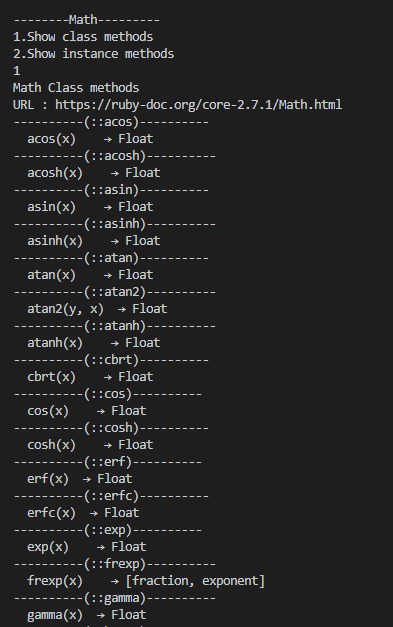 --------Math---------
1.Show class methods
2.Show instance methods
1
Math Class methods
URL : https://ruby-doc.org/core-2.7.1/Math.html
----------(::acos)----------
acos(x)    → Float
----------(::acosh)----------
acosh(x)    → Float
----------(::asin)----------
asin(x)    → Float
----------(::asinh)----------
asinh(x)    → Float
----------(::atan)----------
atan(x)    → Float
----------(::atan2)----------
atan2(y, x)  → Float
----------(::atanh)----------
atanh(x)    → Float
----------(::cbrt)----------
cbrt(x)    → Float
----------(::cos)----------
cos(x)    → Float
----------(::cosh)----------
cosh(x)    → Float
----------(::erf)----------
erf(x)  → Float
----------(::erfc)----------
erfc(x)  → Float
----------(::exp)----------
exp(x)    → Float
----------(::frexp)----------
frexp(x)    → [fraction, exponent]
----------(::gamma)----------
gamma(x)  → Float